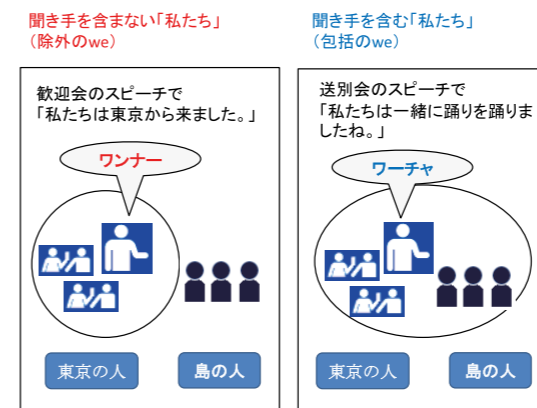 聞き手を含まない「私たち」
（除外のwe）
歓迎会のスピーチで
「私たちは東京から来ました。」
ワンナー
東京の人
島の人
聞き手を含む「私たち」
（包括のwe）
送別会のスピーチで
「私たちは一緒に踊りを踊りま
したね。」
ワーチャ
東京の人
島の人